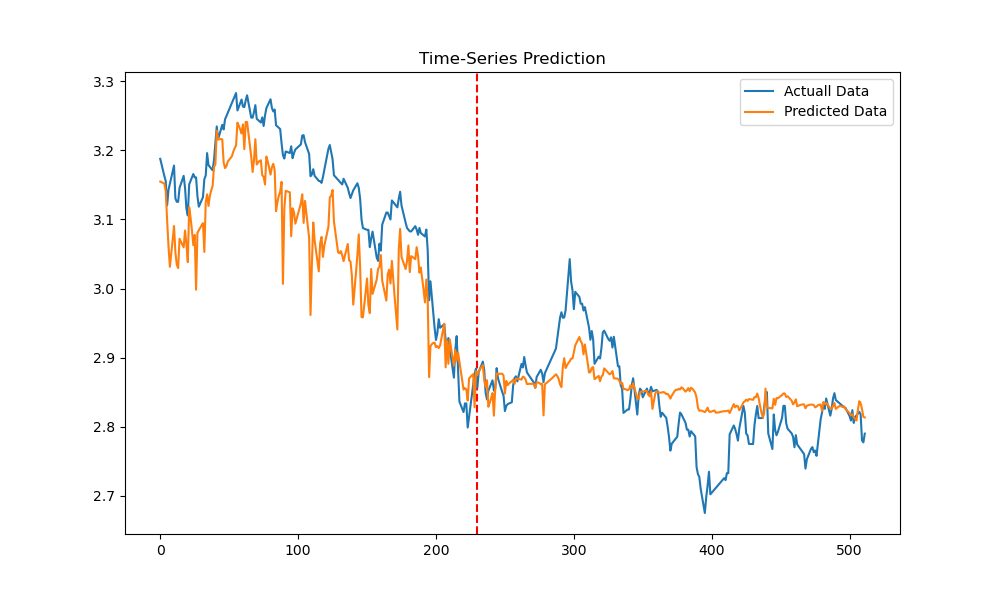 Time-Series Prediction
Actuall Data
Predicted Data
3.3
3.2
3.1
3.0
2.9
2.8
2.7
0 100 200 300 400 500